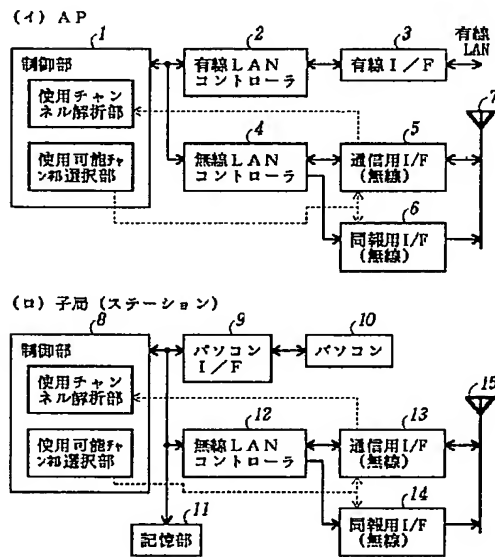 (イ) AP
1
制御部
使用チャン
ネル解析部
使用可能チャ
ンネル選択部
2
有線LAN
コントローラ
3
有線I/F
有線
LAN
4
無線LAN
コントローラ
5
通信用I/F
(無線)
6
同報用I/F
(無線)
7
(ロ) 子局 (ステーション)
8
制御部
使用チャン
ネル解析部
使用可能チャ
ンネル選択部
9
パソコン
I/F
10
パソコン
11
記憶部
12
無線LAN
コントローラ
13
通信用I/F
(無線)
14
同報用I/F
(無線)
15